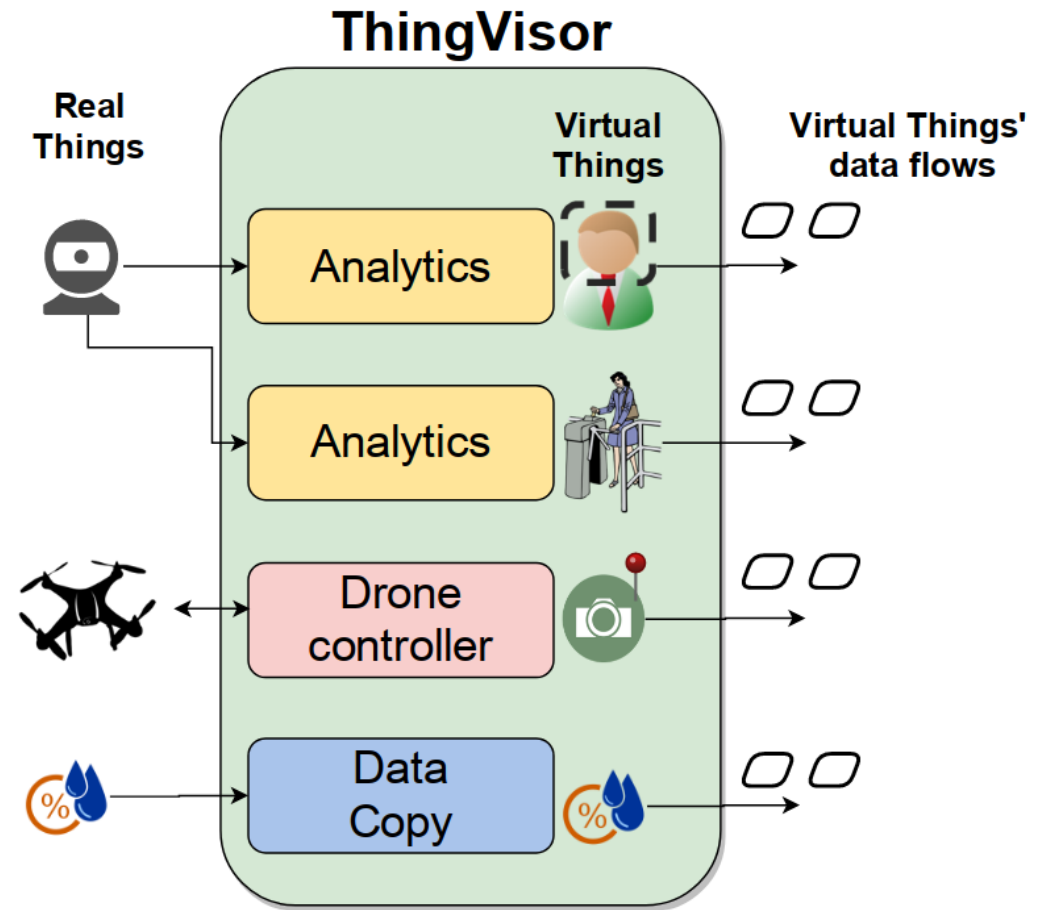 ThingVisor
Real
Things
Virtual
Things
Virtual Things'
data flows
Analytics
Analytics
Drone
controller
Data
Copy
%
%